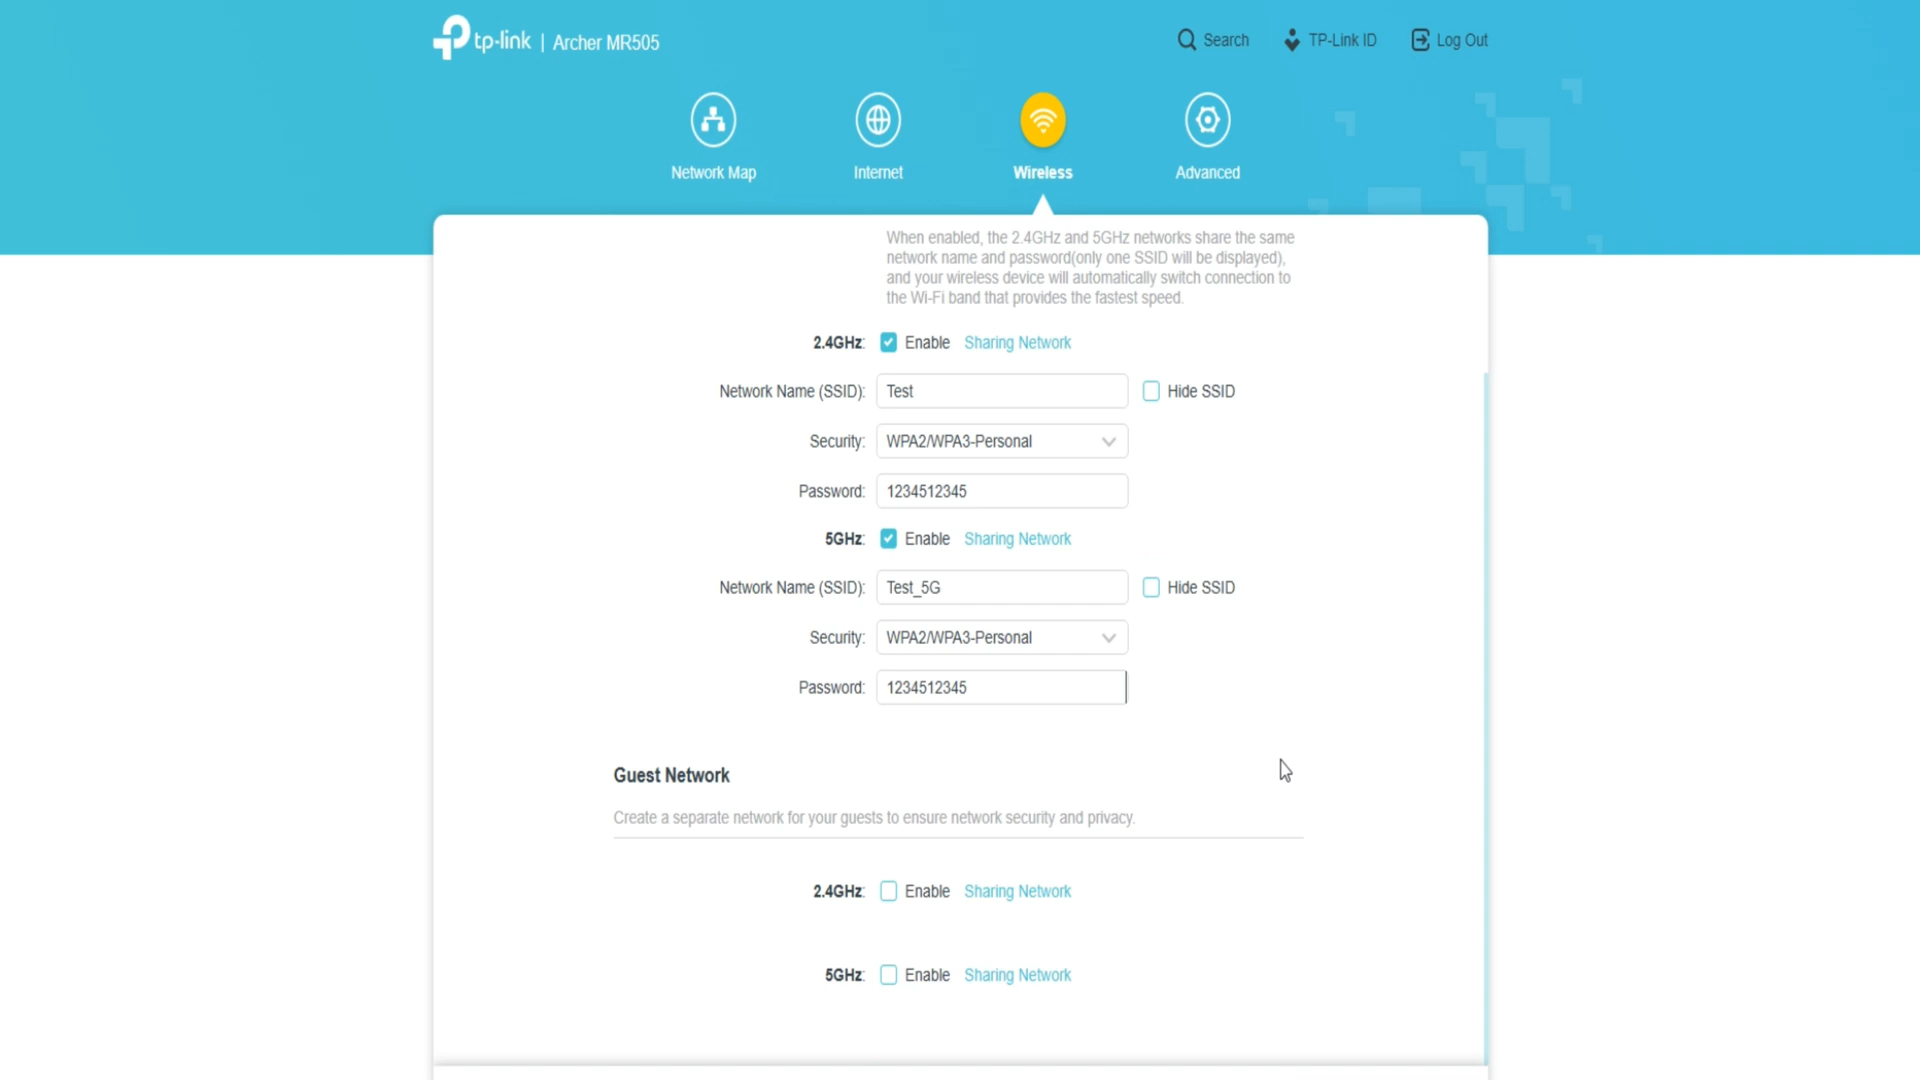 tp-link | Archer MR505
Search
TP-Link ID
Log Out
Network Map
Internet
Wireless
Advanced
When enabled, the 2.4GHz and 5GHz networks share the same
network name and password(only one SSID will be displayed),
and your wireless device will automatically switch connection to
the Wi-Fi band that provides the fastest speed.
2.4GHz: Enable Sharing Network
Network Name (SSID): Test Hide SSID
Security: WPA2/WPA3-Personal
Password: 1234512345
5GHz: Enable Sharing Network
Network Name (SSID): Test_5G Hide SSID
Security: WPA2/WPA3-Personal
Password: 1234512345
Guest Network
Create a separate network for your guests to ensure network security and privacy.
2.4GHz: Enable Sharing Network
5GHz: Enable Sharing Network